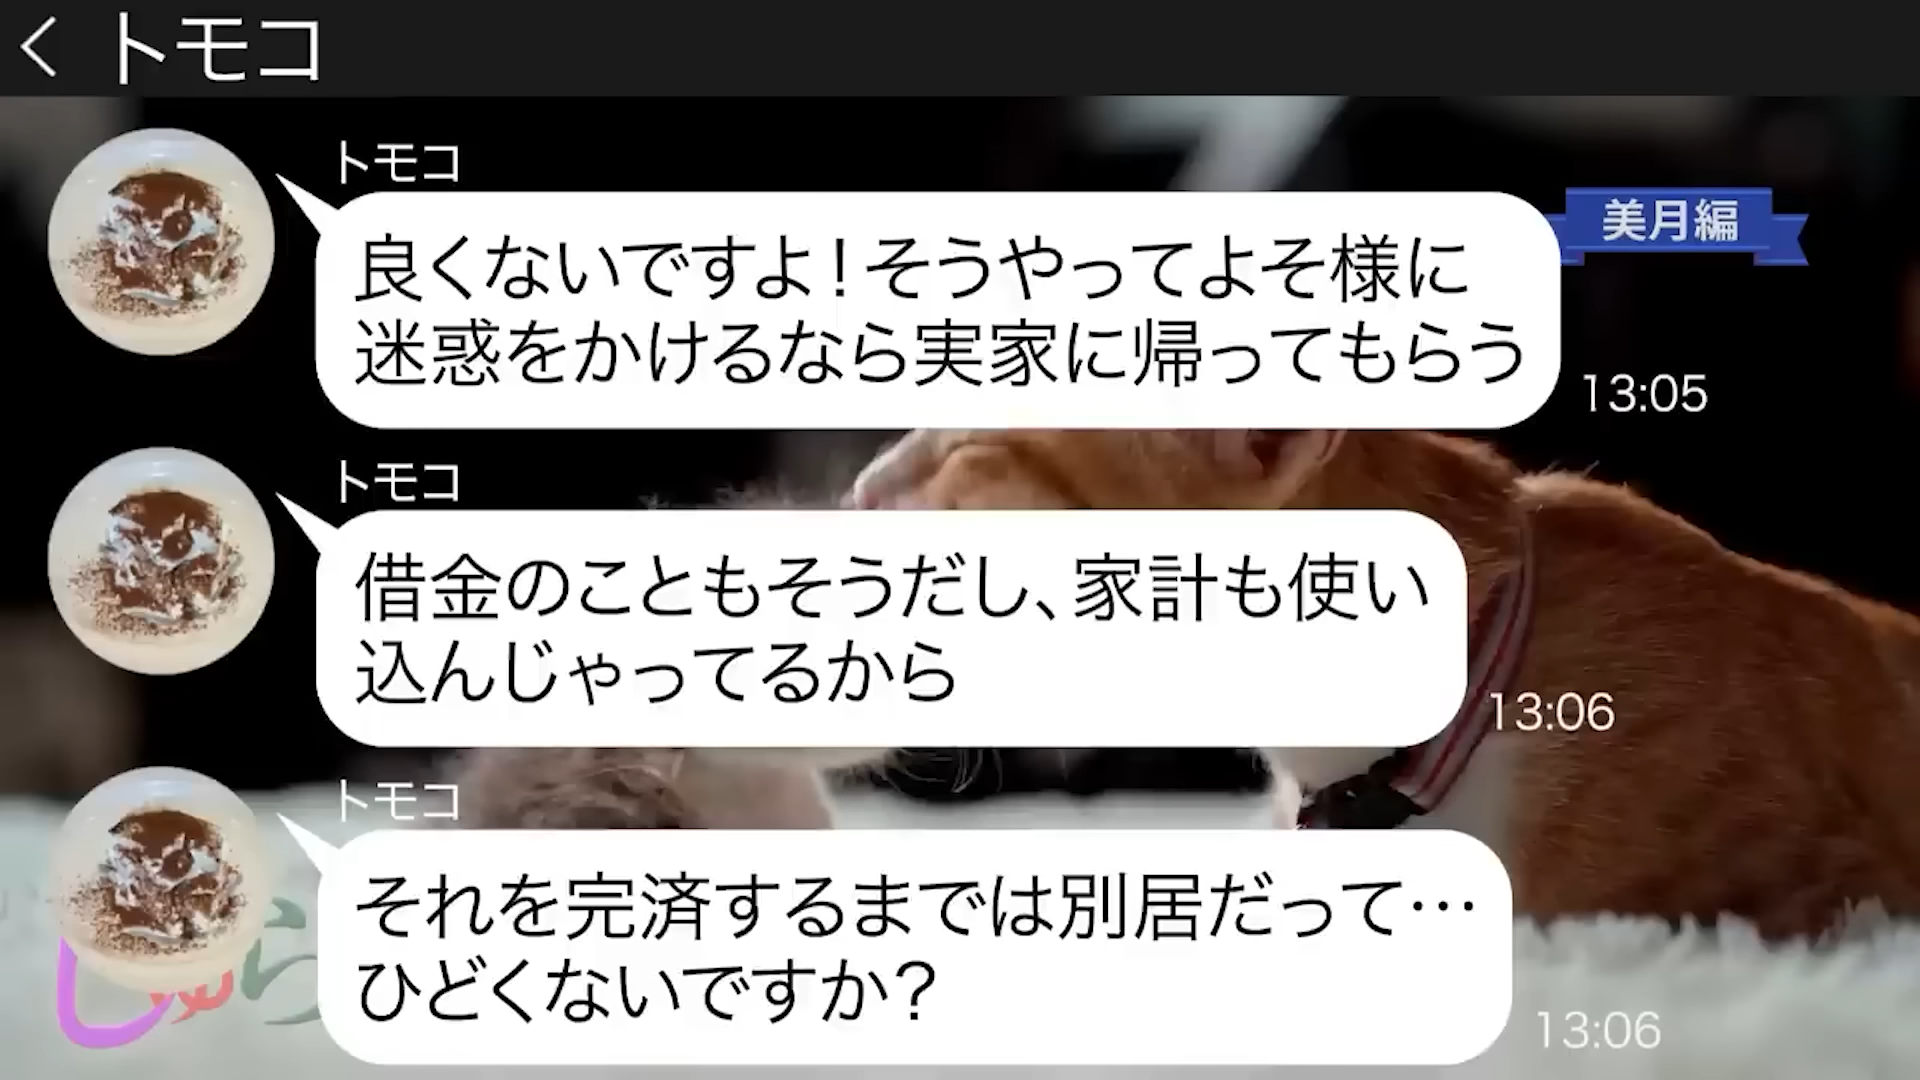 トモコ
トモコ
美月編
良くないですよ！そうやってよそ様に
迷惑をかけるなら実家に帰ってもらう
13:05
トモコ
借金のこともそうだし、家計も使い
込んじゃってるから
13:06
トモコ
それを完済するまでは別居だって…
ひどくないですか？
13:06
しゅら